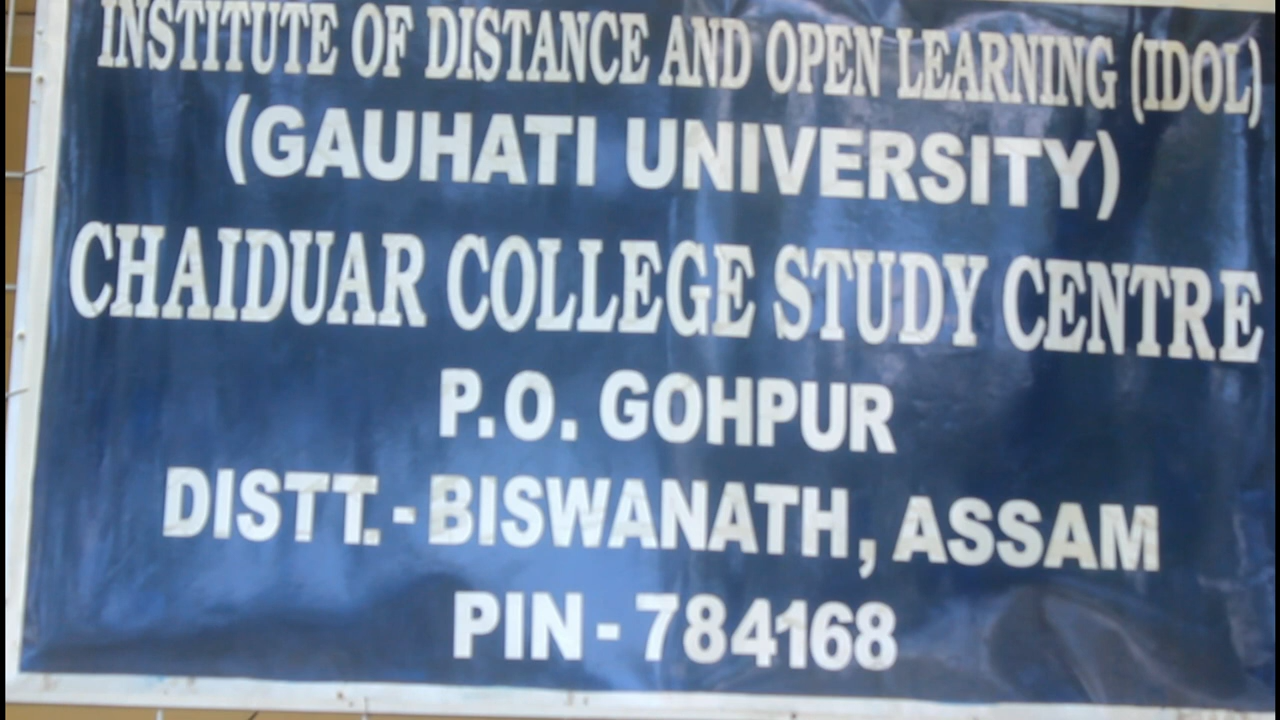 INSTITUTE OF DISTANCE AND OPEN LEARNING (IDOL)
(GAUHATI UNIVERSITY)
CHAIDUAR COLLEGE STUDY CENTRE
P.O. GOHPUR
DISTT.- BISWANATH, ASSAM
PIN - 784168